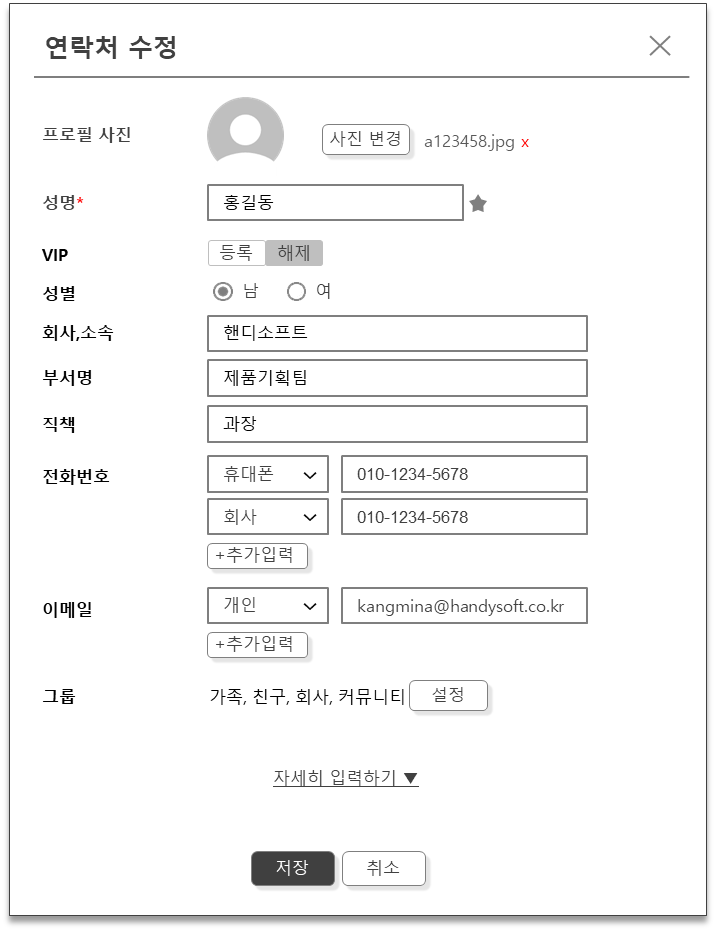 연락처 수정
프로필 사진 사진 변경 a123458.jpg x
성명* 홍길동
VIP 등록 해제
성별 남 여
회사,소속 핸디소프트
부서명 제품기획팀
직책 과장
전화번호 휴대폰 010-1234-5678
회사 010-1234-5678
+추가입력
이메일 개인 kangmina@handysoft.co.kr
+추가입력
그룹 가족, 친구, 회사, 커뮤니티 설정
자세히 입력하기 ▼
저장 취소